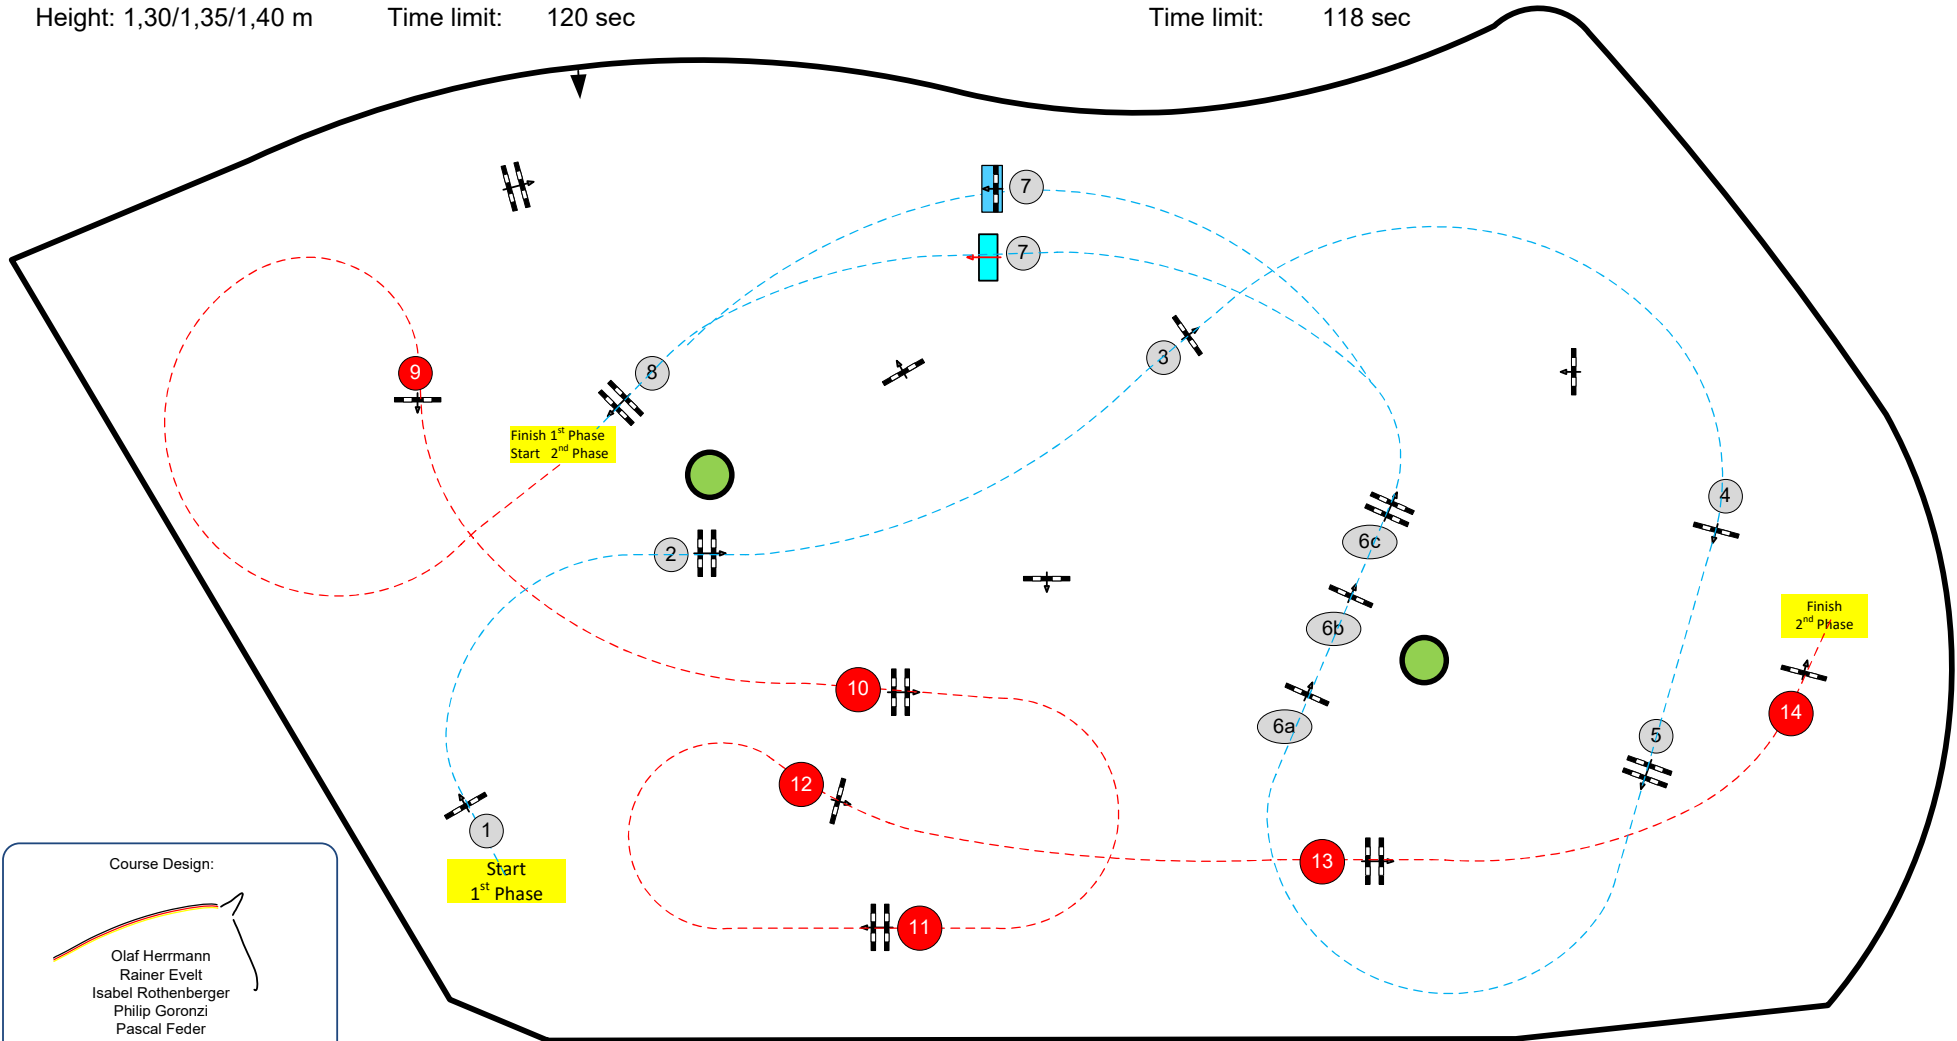 Height: 1,30/1,35/1,40 m Time limit: 120 sec Time limit: 118 sec
7
7
3
8
9
Finish 1st Phase
Start 2nd Phase
4
2
6c
6b
Finish
2nd Phase
10
14
6a
5
12
1
13
Start
1st Phase
11
Course Design:
Olaf Herrmann
Rainer Evelt
Isabel Rothenberger
Philip Goronzi
Pascal Feder